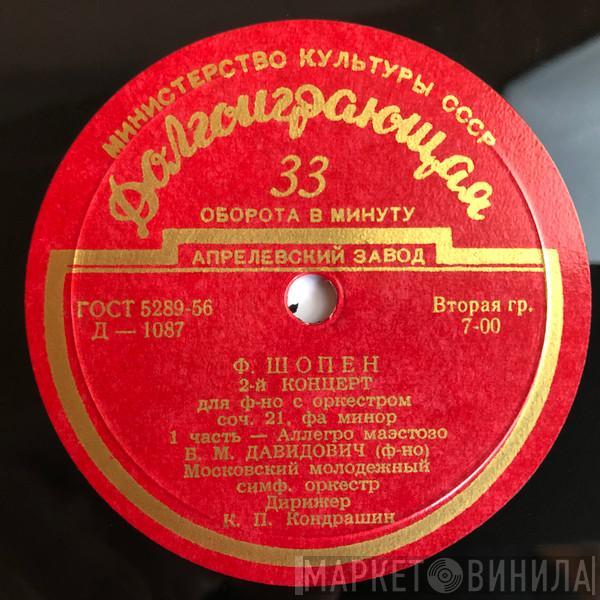 МИНИСТЕРСТВО КУЛЬТУРЫ СССР
Долгоиграющая
33
ОБОРОТА В МИНУТУ
АПРЕЛЕВСКИЙ ЗАВОД
ГОСТ 5289-56
Д — 1087
Вторая гр.
7-00
Ф. ШОПЕН
2-й КОНЦЕРТ
для ф-но с оркестром
соч. 21, фа минор
1 часть — Аллегро маэстозо
Б. М. ДАВИДОВИЧ (ф-но)
Московский молодежный
симф. оркестр
Дирижер
К. П. Кондрашин
МАРКЕТ ВИНИЛА